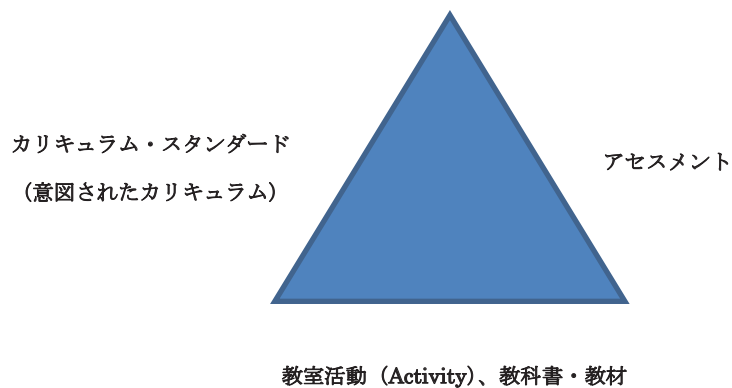 カリキュラム・スタンダード
（意図されたカリキュラム）
アセスメント
教室活動（Activity）、教科書・教材